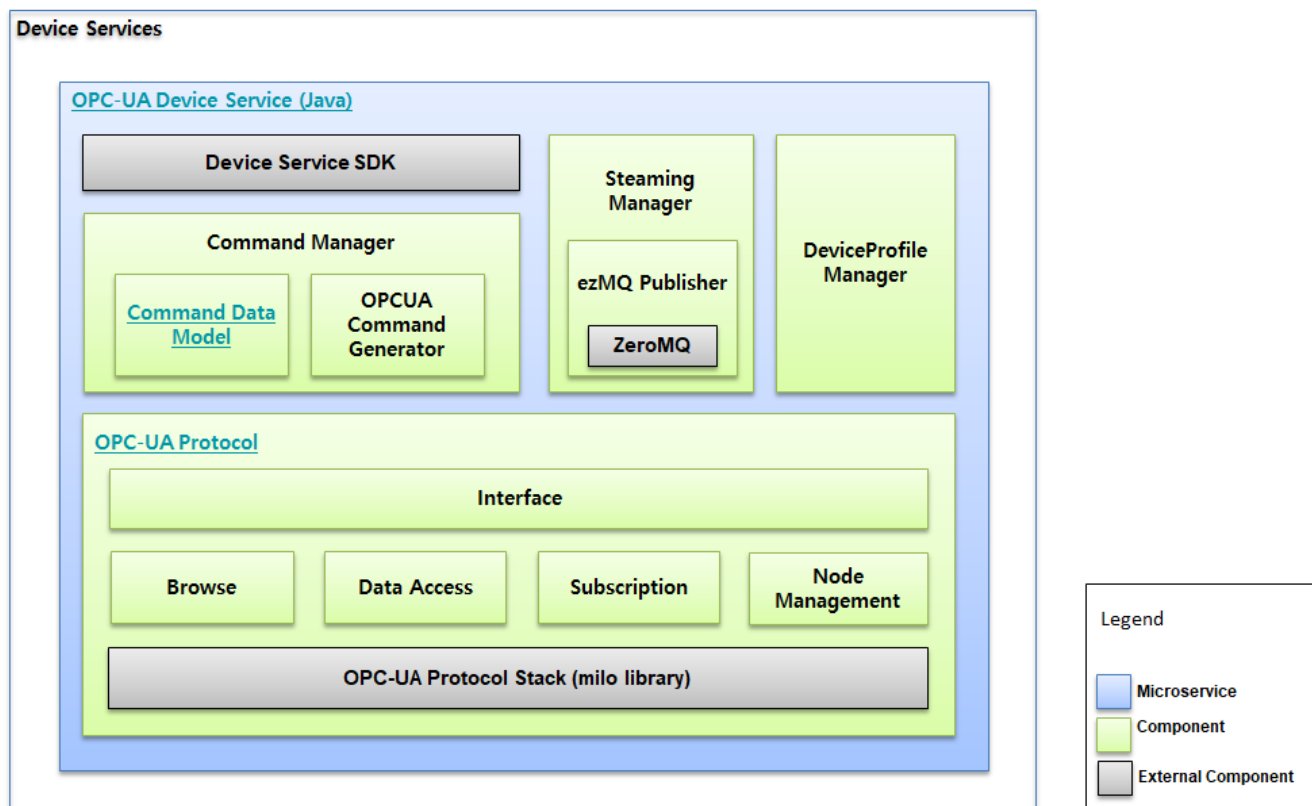 Device Services
OPC-UA Device Service (Java)
Device Service SDK
Steaming
Manager
ezMQ Publisher
ZeroMQ
DeviceProfile
Manager
Command Manager
Command Data
Model
OPCUA
Command
Generator
OPC-UA Protocol
Interface
Browse
Data Access
Subscription
Node
Management
OPC-UA Protocol Stack (milo library)
Legend
Microservice
Component
External Component